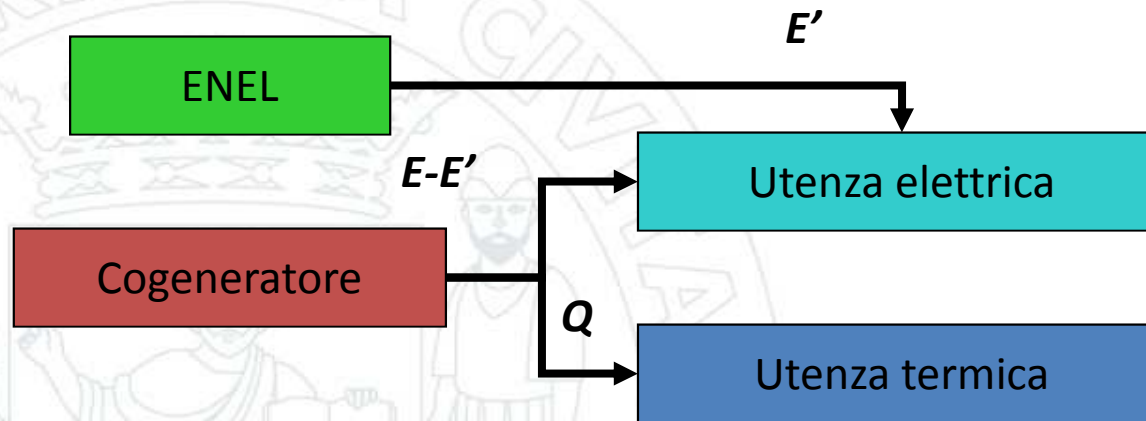 E’
ENEL
E-E’
Utenza elettrica
Cogeneratore
Q
Utenza termica